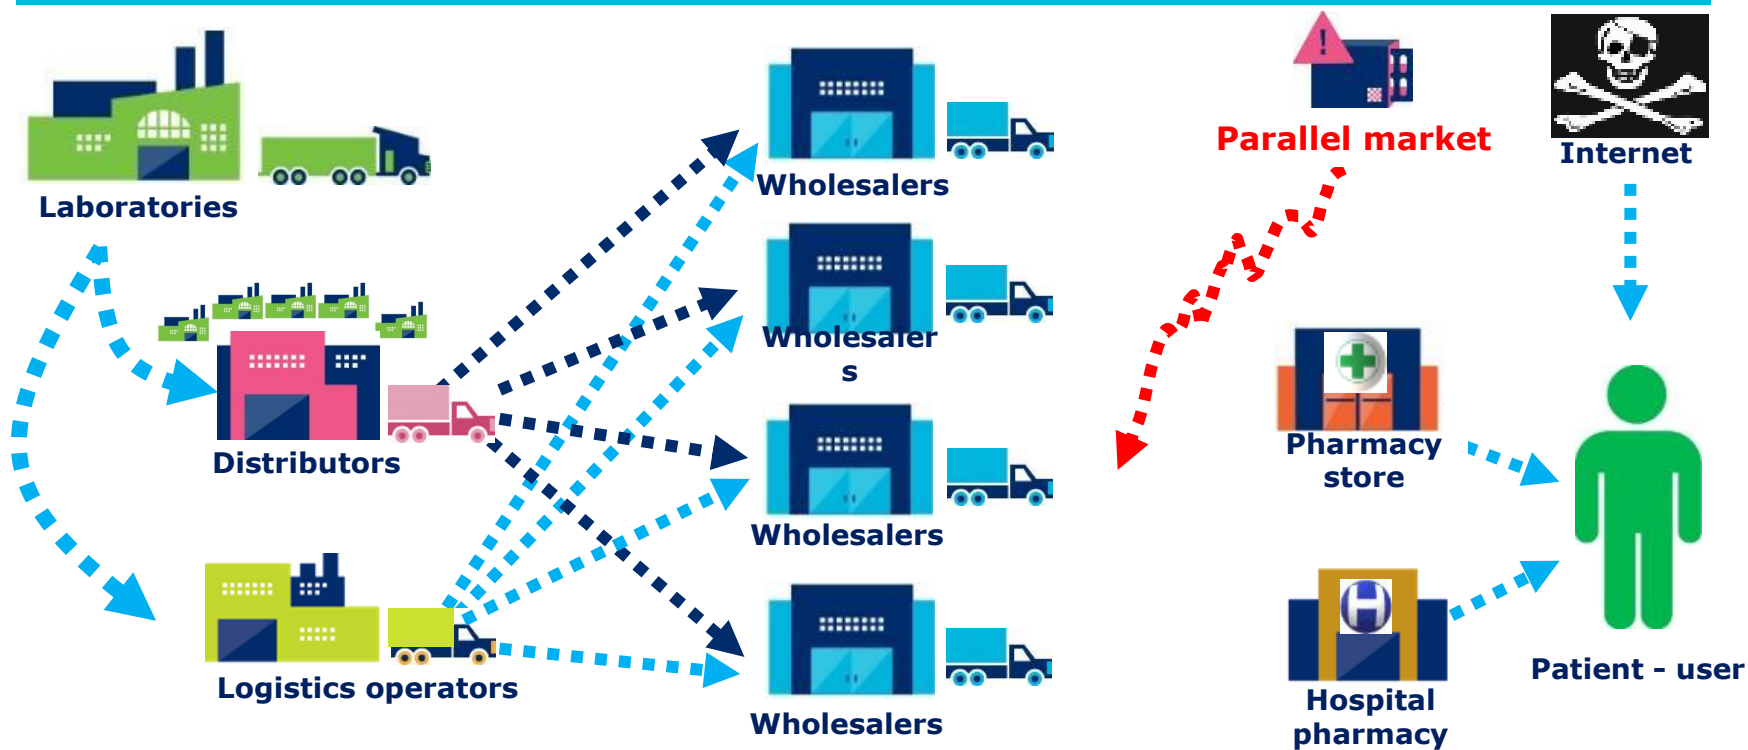 Laboratories
Distributors
Logistics operators
Wholesalers
Wholesaler
s
Wholesalers
Wholesalers
!
Parallel market
Internet
Pharmacy
store
H
Hospital
pharmacy
Patient - user